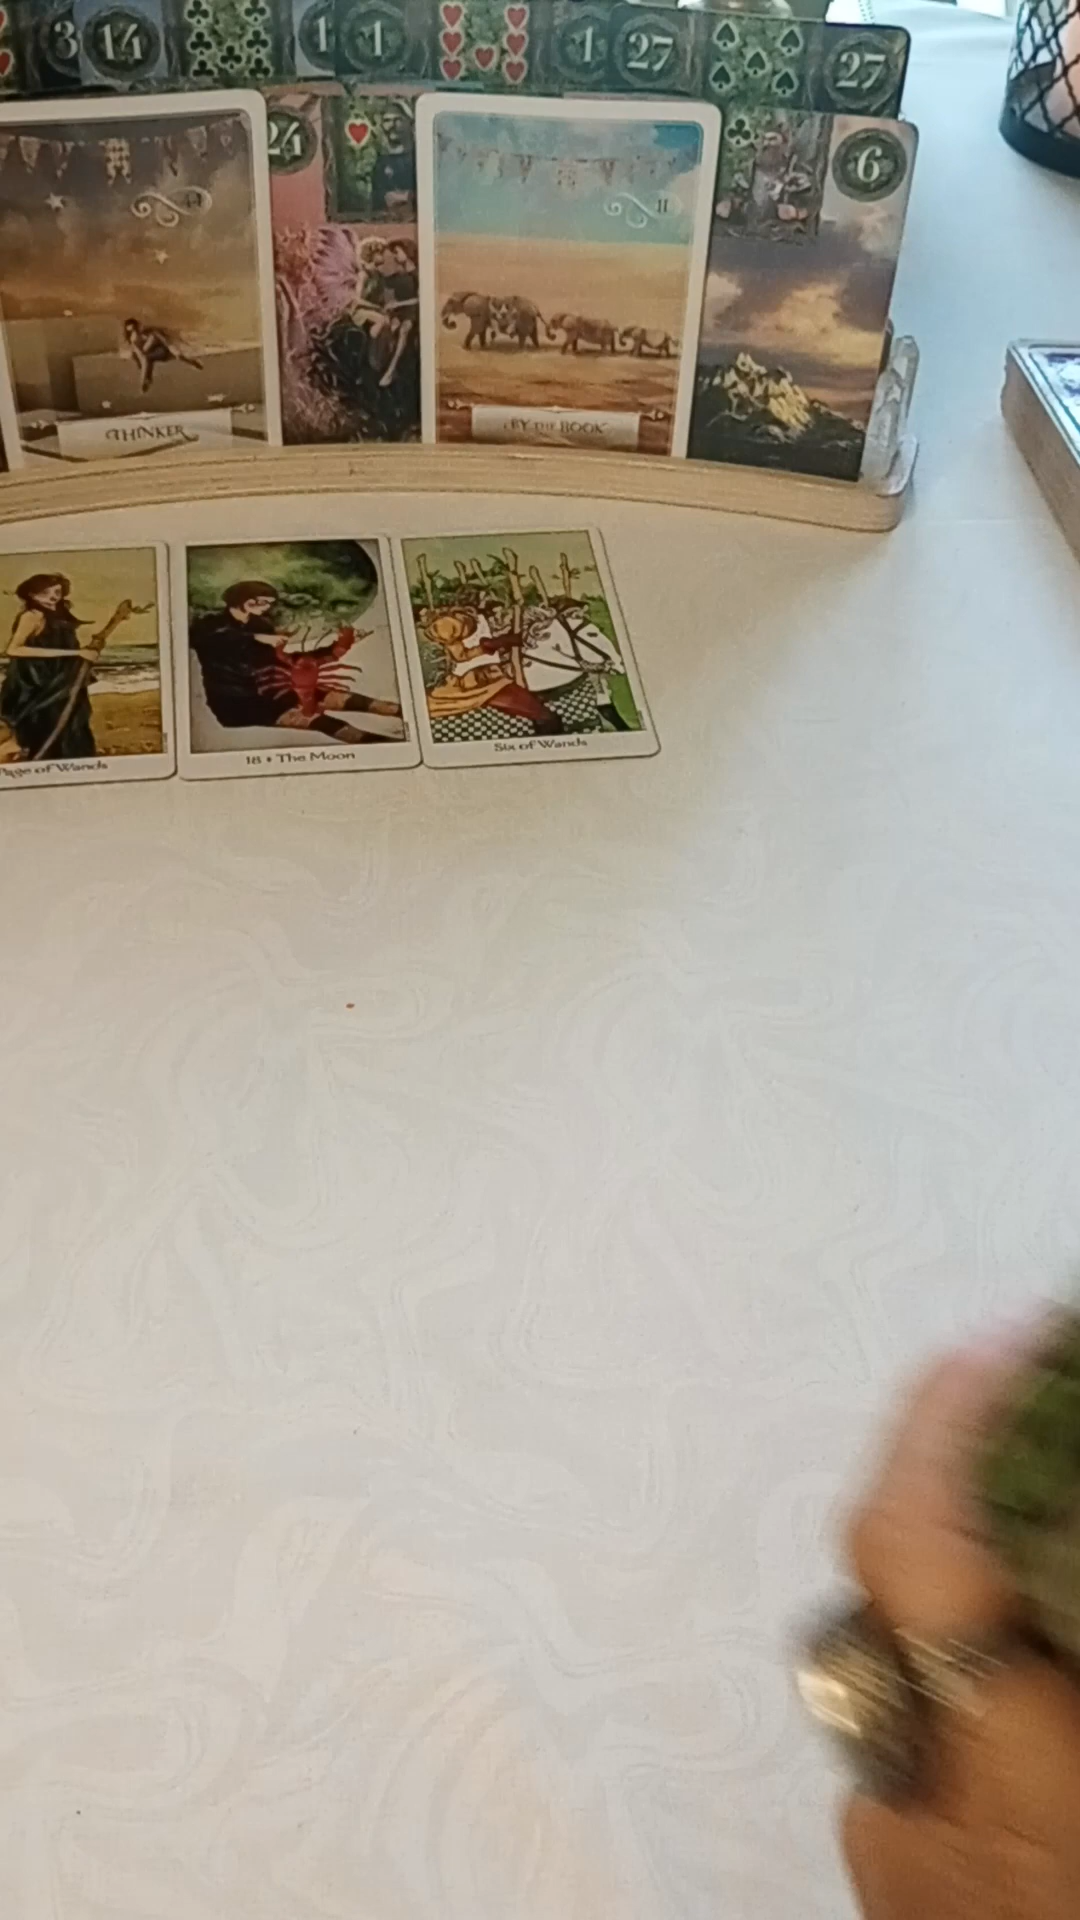 3
14
1
1
1
27
27
24
6
11
THINKER
BY THE BOOK
Page of Wands
18 • The Moon
Six of Wands